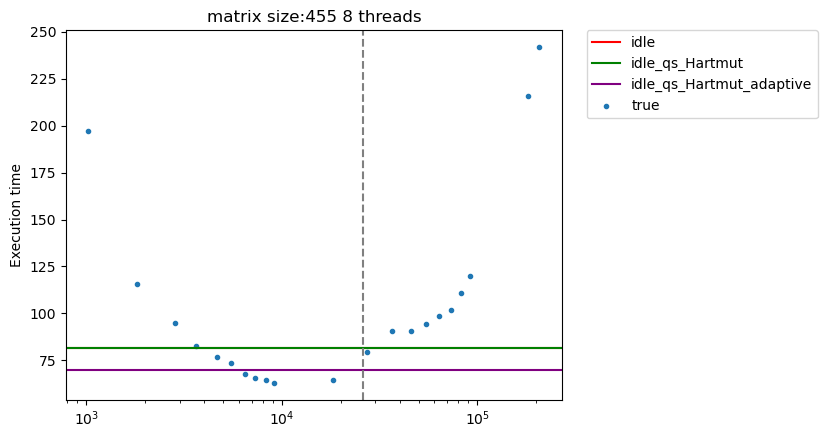 matrix size:455 8 threads
250
225
200
175
150
125
100
75
Execution time
10³
10⁴
10⁵
idle
idle_qs_Hartmut
idle_qs_Hartmut_adaptive
true